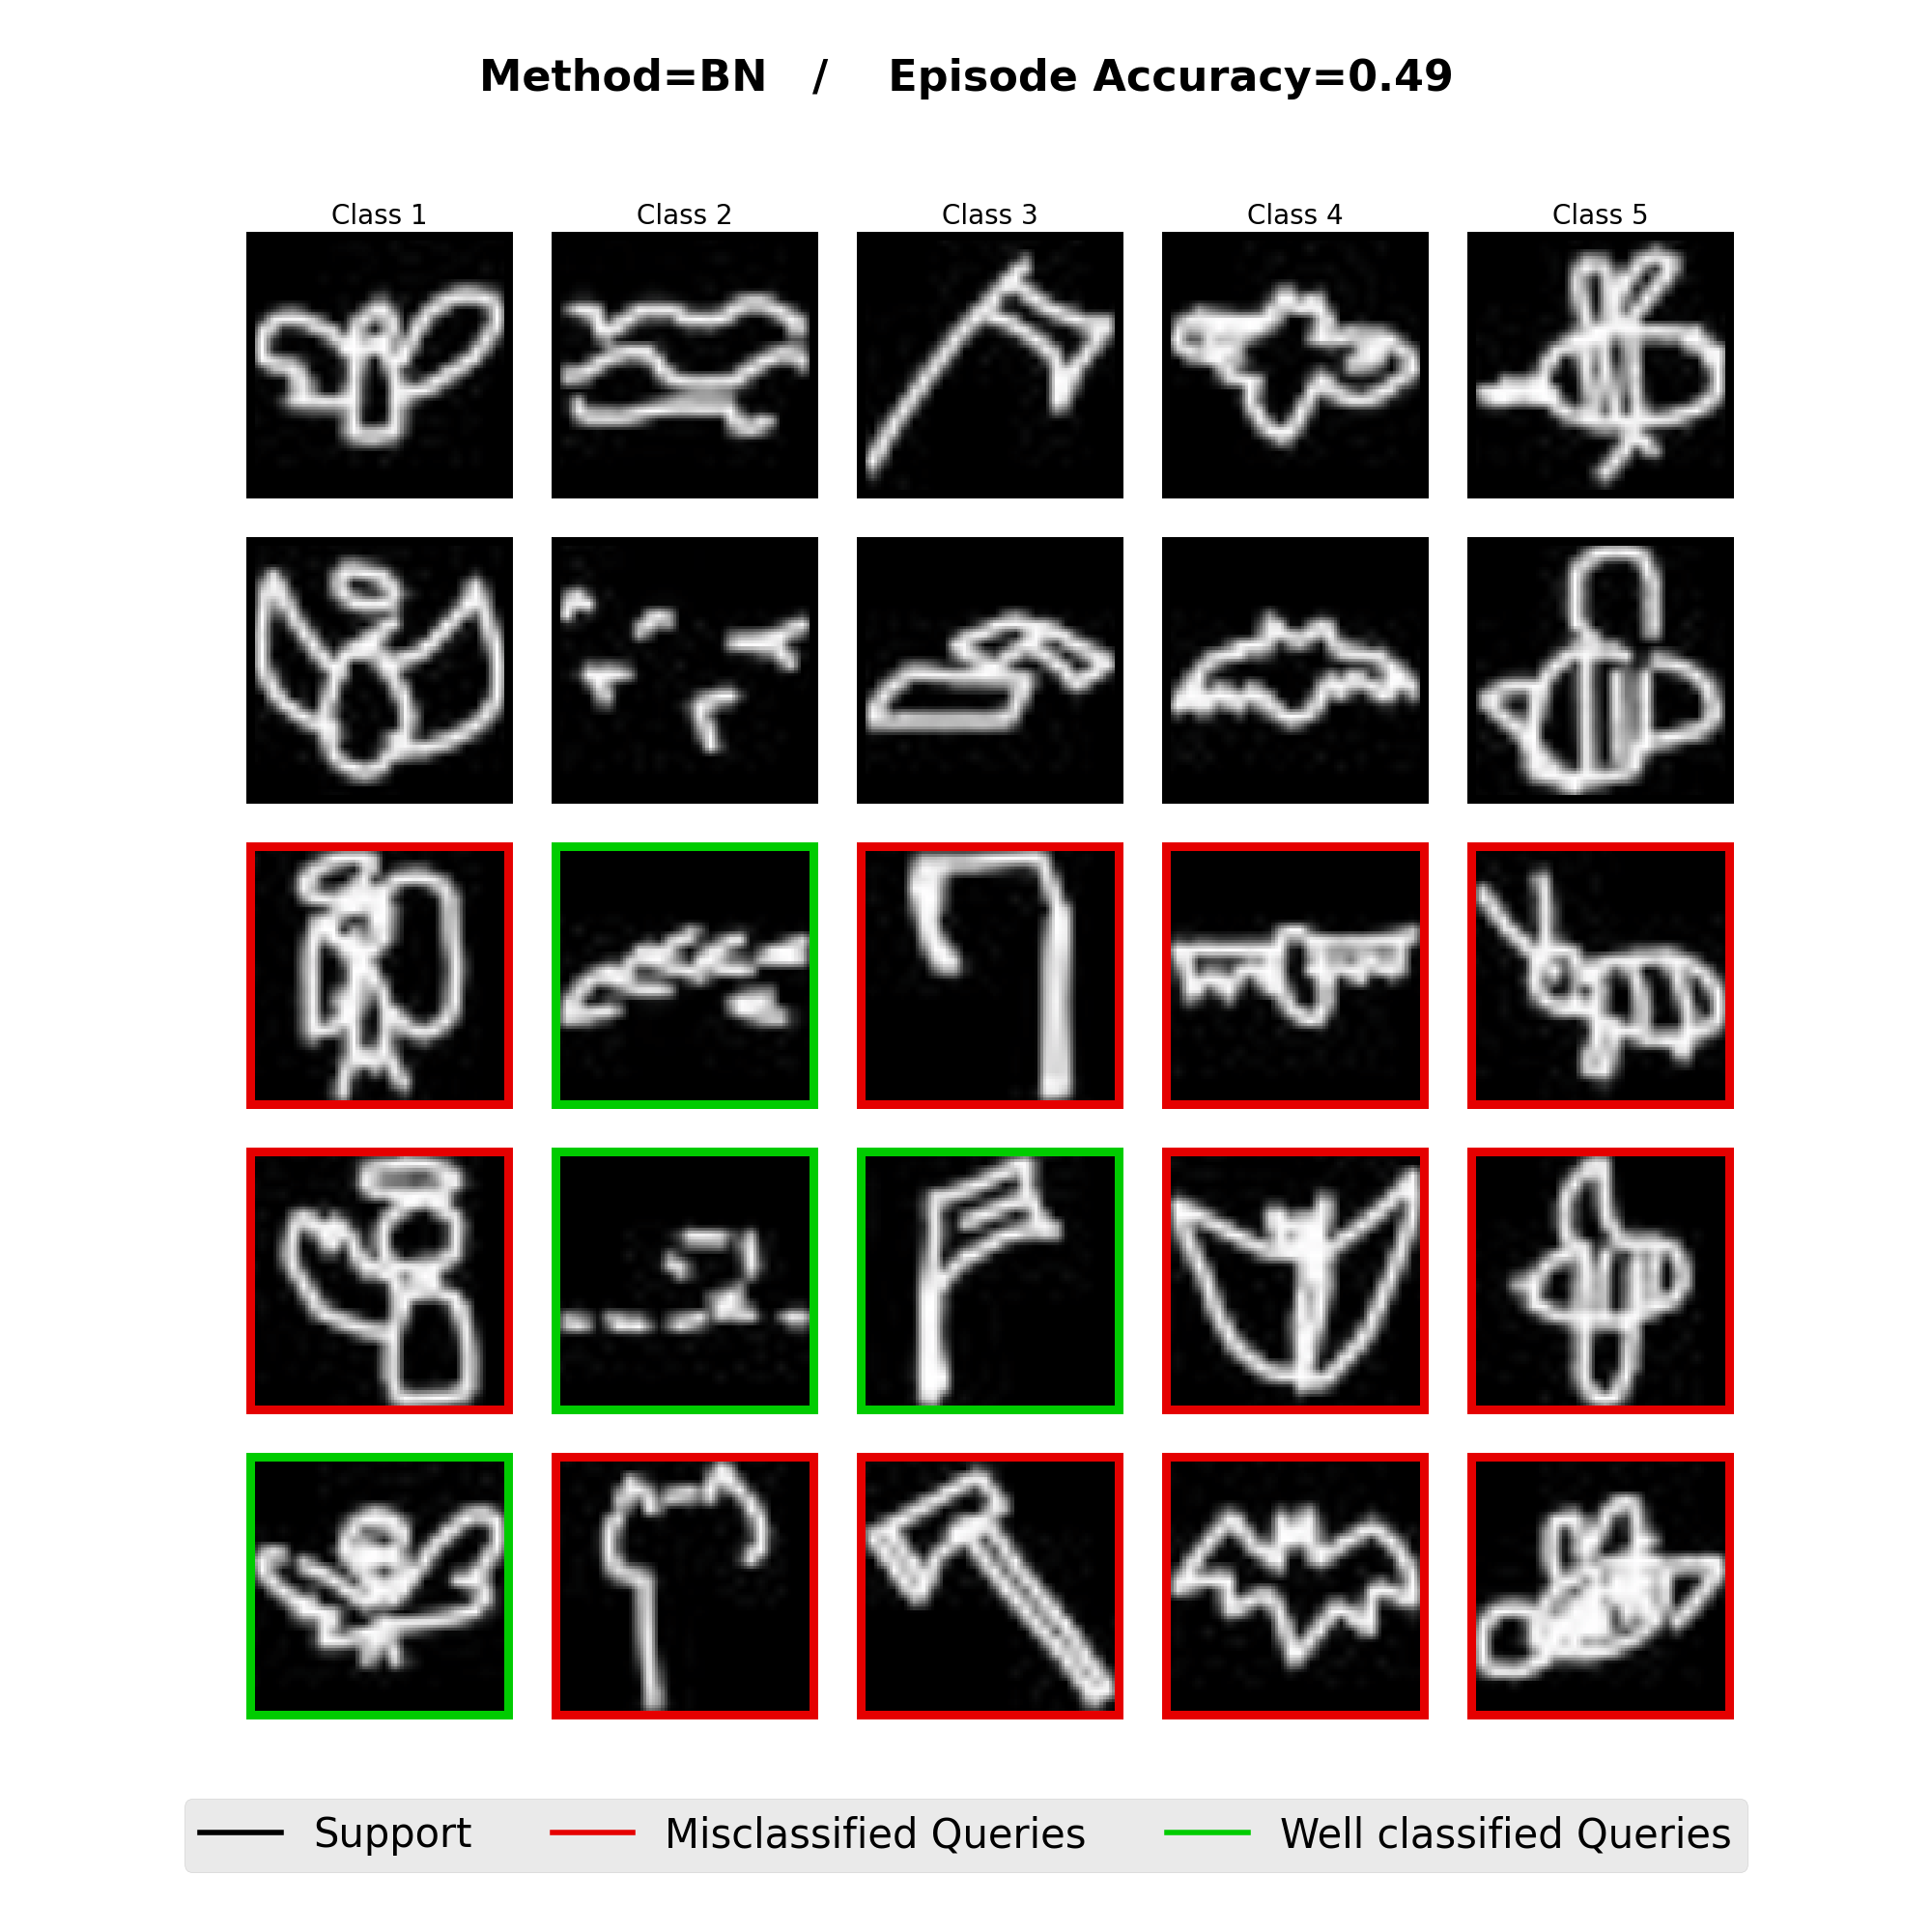 Method=BN / Episode Accuracy=0.49
Class 1 Class 2 Class 3 Class 4 Class 5
Support Misclassified Queries Well classified Queries